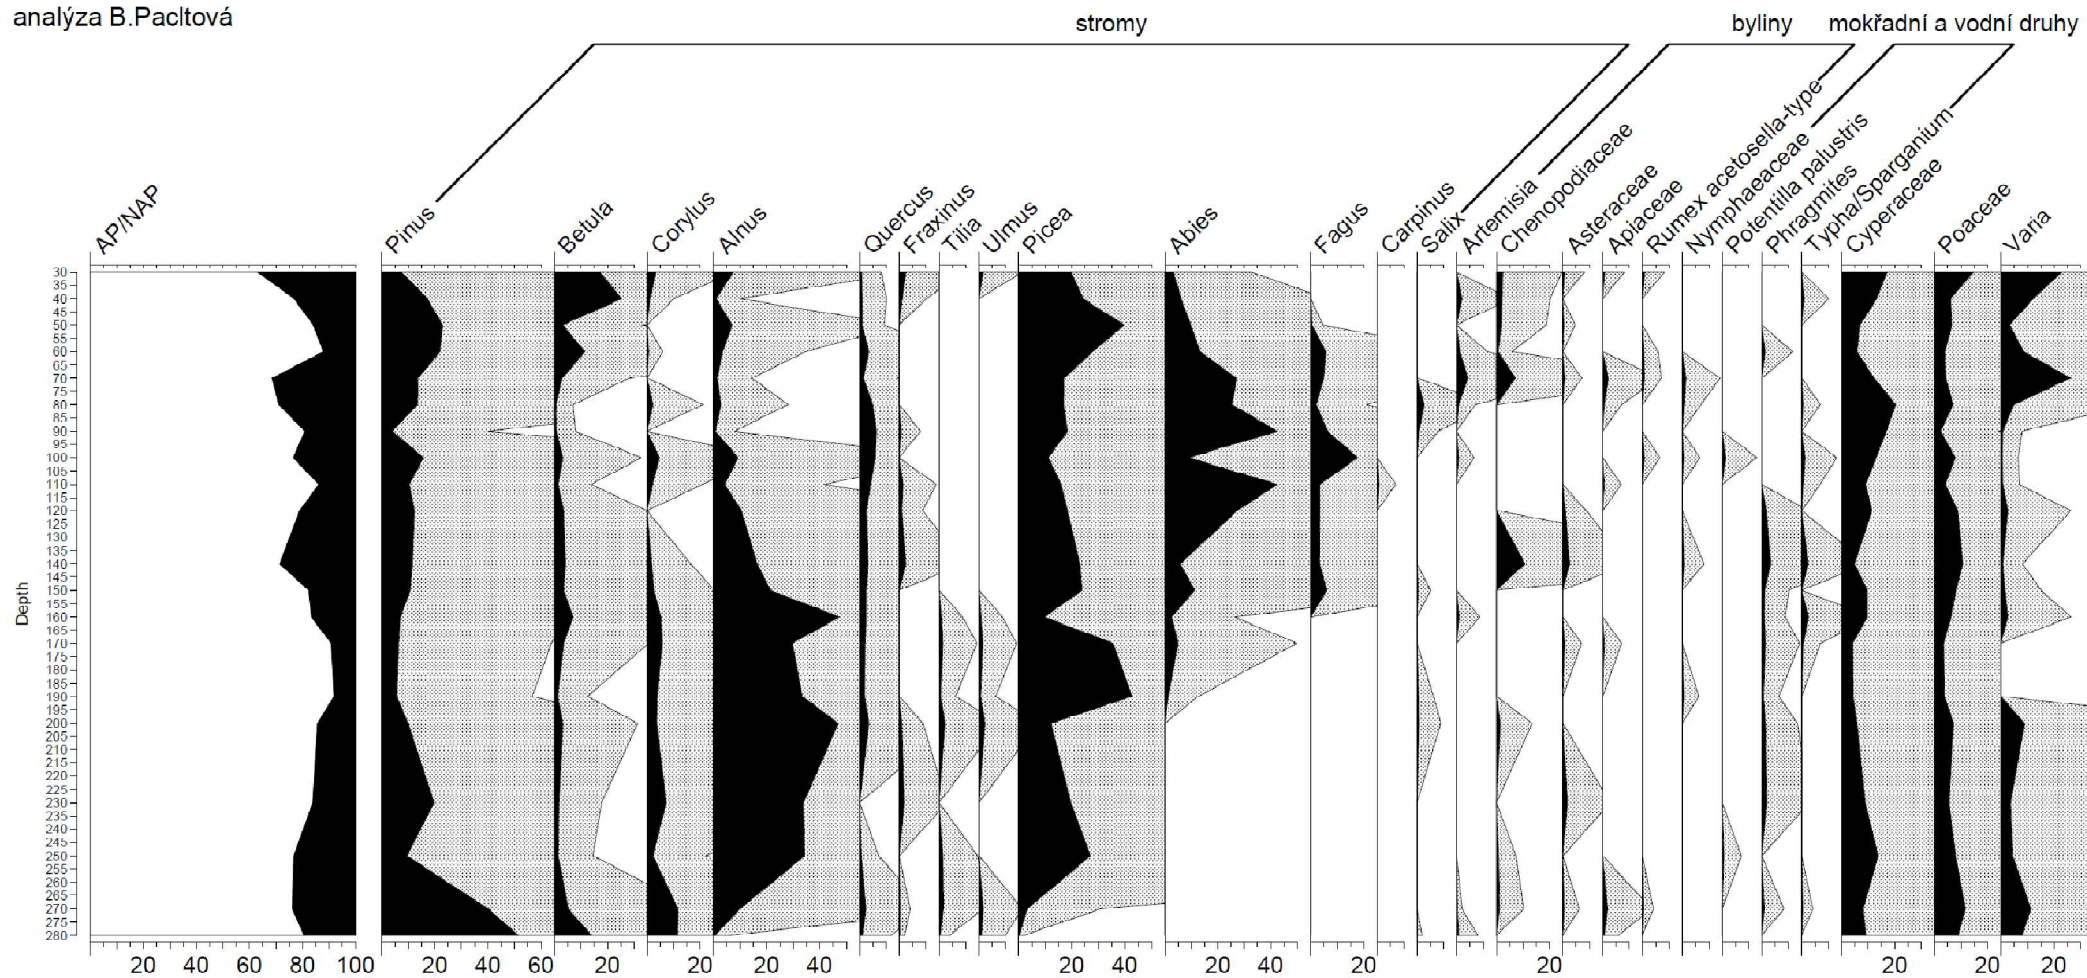 analýza B.Pacltová
stromy
byliny
mokřadní a vodní druhy
AP/NAP
Pinus
Betula
Corylus
Alnus
Quercus
Fraxinus
Tilia
Ulmus
Picea
Abies
Fagus
Carpinus
Salix
Artemisia
Chenopodiaceae
Asteraceae
Apiaceae
Rumex acetosella-type
Nymphaeaceae
Potentilla palustris
Phragmites
Typha/Sparganium
Cyperaceae
Poaceae
Varia
Depth
30
35
40
45
50
55
60
65
70
75
80
85
90
95
100
105
110
115
120
125
130
135
140
145
150
155
160
165
170
175
180
185
190
195
200
205
210
215
220
225
230
235
240
245
250
255
260
265
270
275
280
20 40 60 80 100 20 40 60 20 20 40 20 40 20 40 20 20 20 20 20